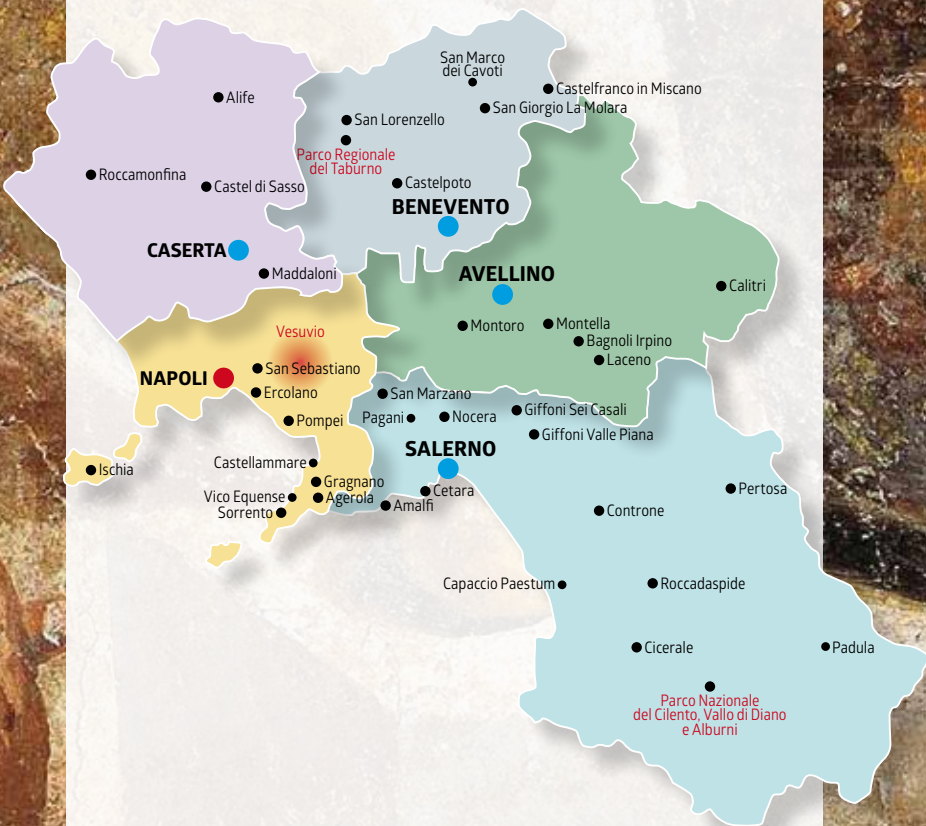 San Marco
dei Cavoti
Castelfranco in Miscano
Alife
San Giorgio La Molara
San Lorenzello
Parco Regionale
del Taburno
Roccamonfina
Castel di Sasso
Castelpoto
BENEVENTO
CASERTA
Maddaloni
AVELLINO
Calitri
Montoro
Montella
Vesuvio
Bagnoli Irpino
Laceno
San Sebastiano
NAPOLI
Ercolano
San Marzano
Pompei
Pagani
Nocera
Giffoni Sei Casali
Giffoni Valle Piana
SALERNO
Castellammare
Ischia
Gragnano
Cetara
Pertosa
Vico Equense
Agerola
Sorrento
Amalfi
Controne
Capaccio Paestum
Roccadaspide
Cicerale
Padula
Parco Nazionale
del Cilento, Vallo di Diano
e Alburni